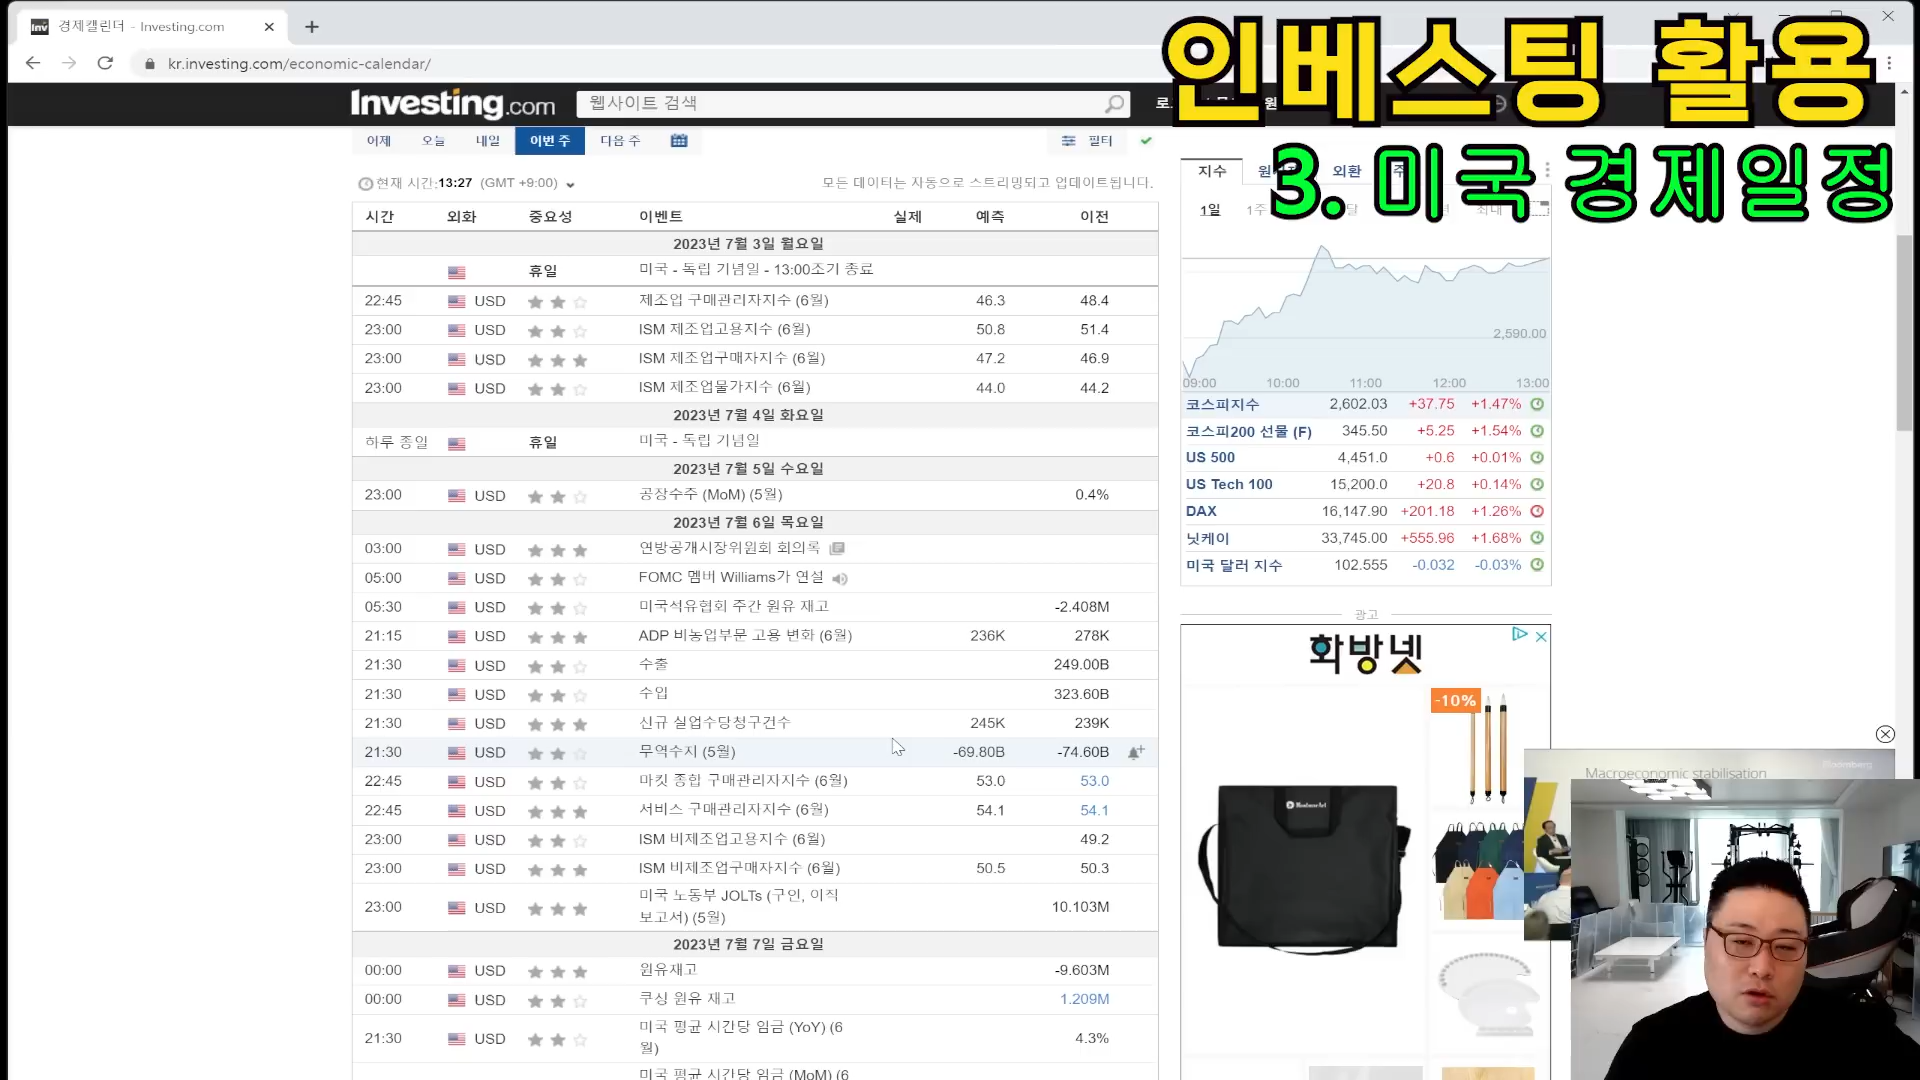 경제캘린더 - Investing.com
kr.investing.com/economic-calendar/
인베스팅 활용
3. 미국 경제일정
Investing.com
웹사이트 검색
어제 오늘 내일 이번 주 다음 주 필터
현재 시간:13:27 (GMT +9:00)
모든 데이터는 자동으로 스트리밍되고 업데이트됩니다.
시간 외화 중요성 이벤트 실제 예측 이전
2023년 7월 3일 월요일
휴일 미국 - 독립 기념일 - 13:00조기 종료
22:45 USD 제조업 구매관리자지수 (6월) 46.3 48.4
23:00 USD ISM 제조업고용지수 (6월) 50.8 51.4
23:00 USD ISM 제조업구매자지수 (6월) 47.2 46.9
23:00 USD ISM 제조업물가지수 (6월) 44.0 44.2
2023년 7월 4일 화요일
하루 종일 휴일 미국 - 독립 기념일
2023년 7월 5일 수요일
23:00 USD 공장수주 (MoM) (5월) 0.4%
2023년 7월 6일 목요일
03:00 USD 연방공개시장위원회 회의록
05:00 USD FOMC 멤버 Williams가 연설
05:30 USD 미국석유협회 주간 원유 재고 -2.408M
21:15 USD ADP 비농업부문 고용 변화 (6월) 236K 278K
21:30 USD 수출 249.00B
21:30 USD 수입 323.60B
21:30 USD 신규 실업수당청구건수 245K 239K
21:30 USD 무역수지 (5월) -69.80B -74.60B
22:45 USD 마킷 종합 구매관리자지수 (6월) 53.0 53.0
22:45 USD 서비스 구매관리자지수 (6월) 54.1 54.1
23:00 USD ISM 비제조업고용지수 (6월) 49.2
23:00 USD ISM 비제조업구매자지수 (6월) 50.5 50.3
23:00 USD 미국 노동부 JOLTs (구인, 이직 10.103M
보고서) (5월)
2023년 7월 7일 금요일
00:00 USD 원유재고 -9.603M
00:00 USD 쿠싱 원유 재고 1.209M
21:30 USD 미국 평균 시간당 임금 (YoY) (6 4.3%
월)
미국 평균 시간당 임금 (MoM) (6
지수 외환
1일
2,590.00
09:00 10:00 11:00 12:00 13:00
코스피지수 2,602.03 +37.75 +1.47%
코스피200 선물 (F) 345.50 +5.25 +1.54%
US 500 4,451.0 +0.6 +0.01%
US Tech 100 15,200.0 +20.8 +0.14%
DAX 16,147.90 +201.18 +1.26%
닛케이 33,745.00 +555.96 +1.68%
미국 달러 지수 102.555 -0.032 -0.03%
광고
화방넷
-10%
Macroeconomic stabilisation
Bloomberg